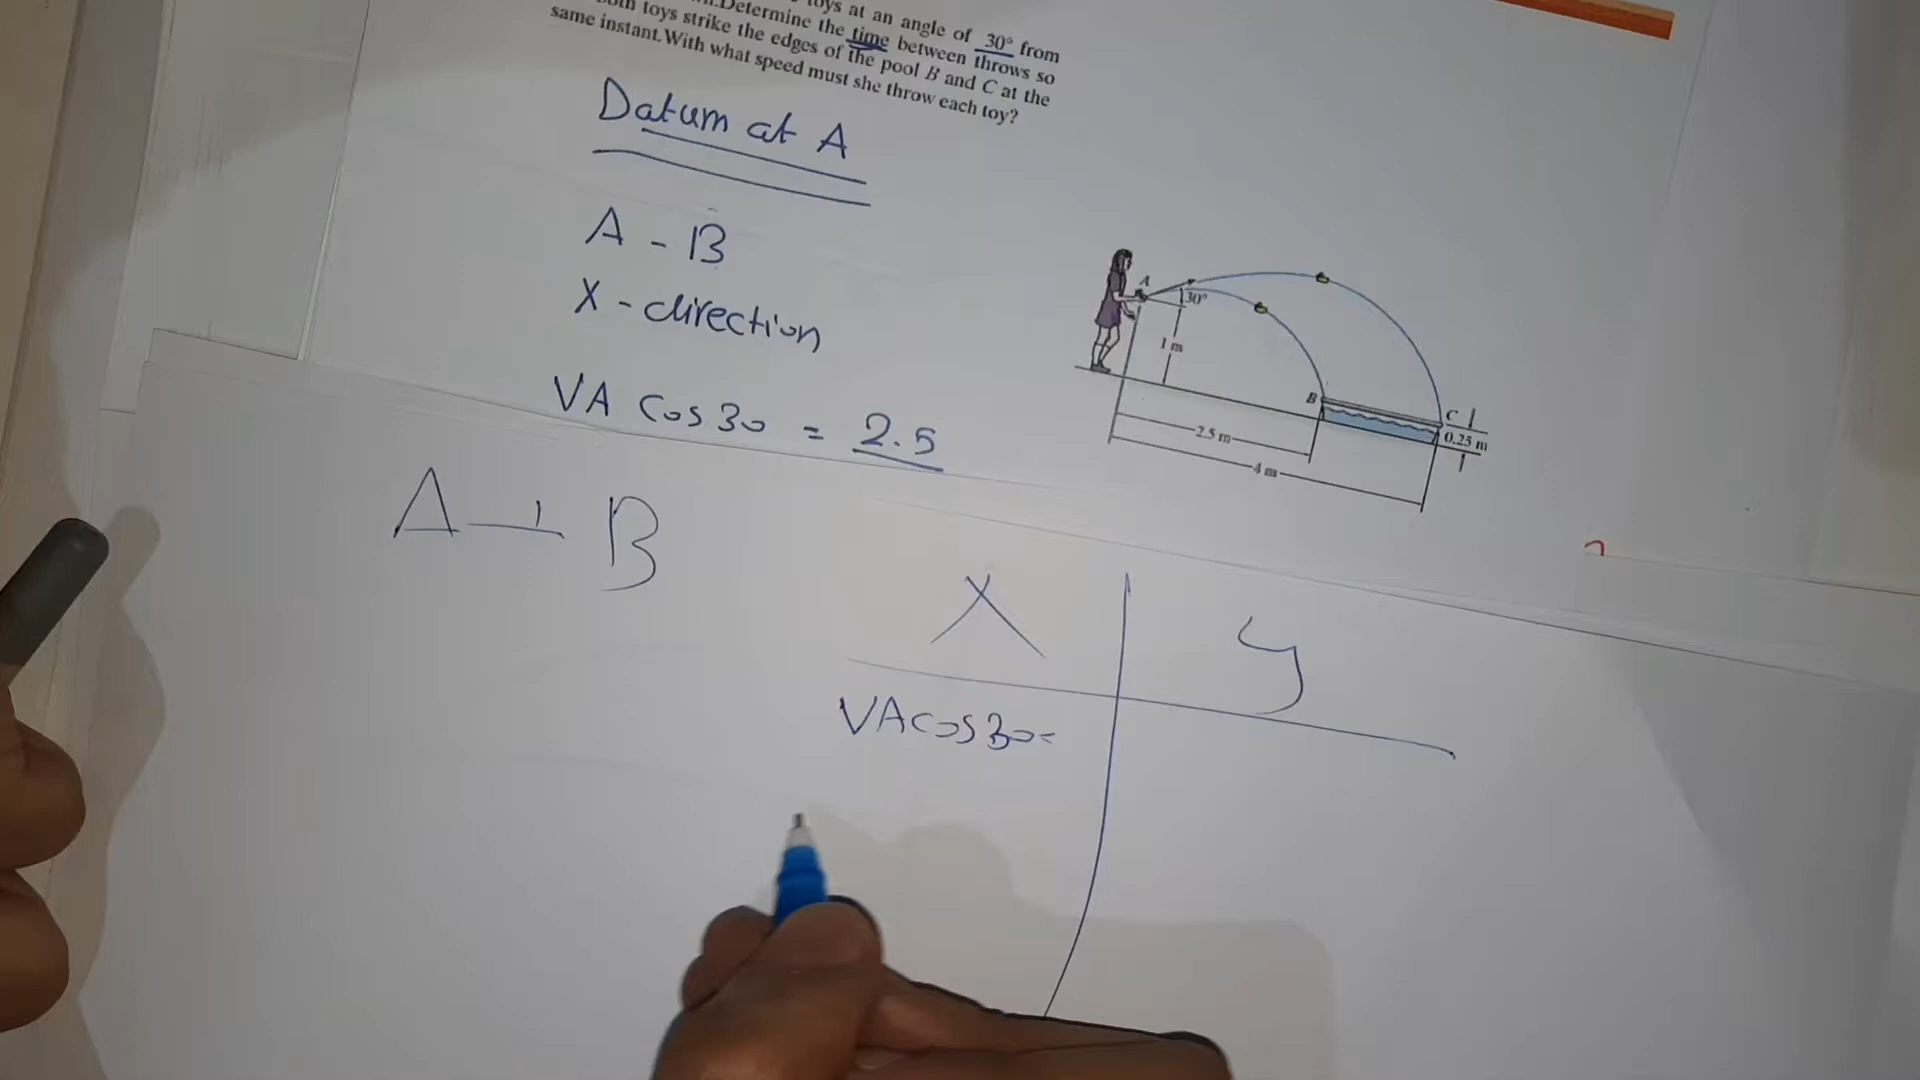 toys at an angle of 30° from
Determine the time between throws so
toys strike the edges of the pool B and C at the
same instant. With what speed must she throw each toy?
Datum at A
A - B
X - direction
VA Cos 30 = 2.5
A
30°
1 m
B
C
0.25 m
2.5 m
4 m
A - B
X y
VA cos 30 =